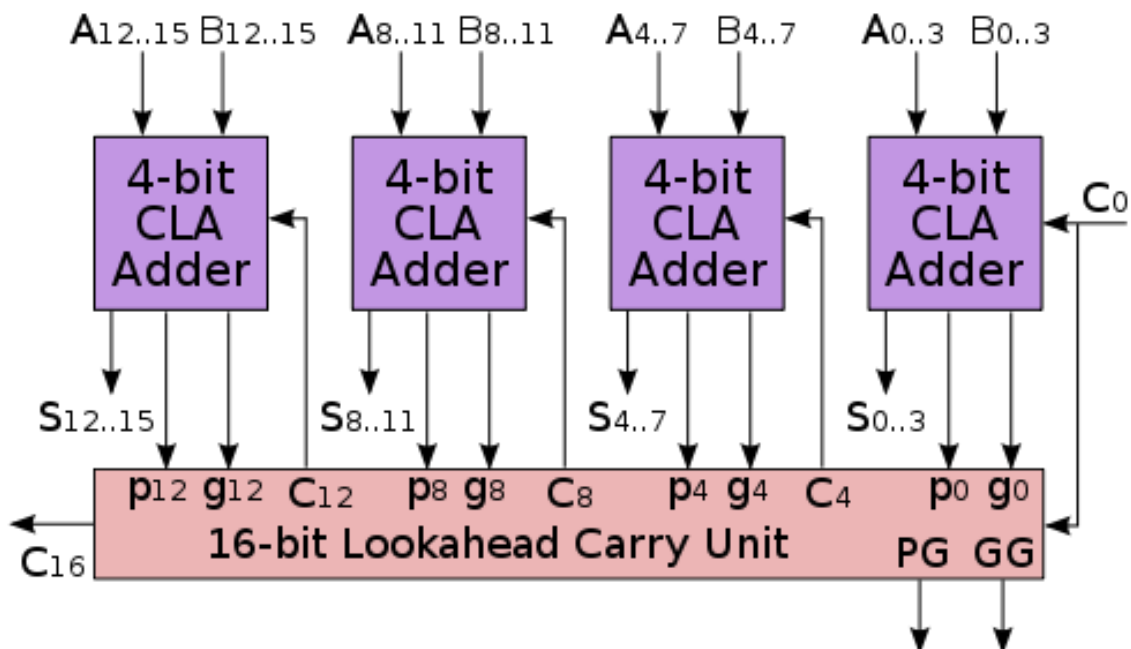 A12..15 B12..15 A8..11 B8..11 A4..7 B4..7 A0..3 B0..3
4-bit CLA Adder
4-bit CLA Adder
4-bit CLA Adder
4-bit CLA Adder
C0
S12..15 S8..11 S4..7 S0..3
p12 g12 C12 p8 g8 C8 p4 g4 C4 p0 g0
16-bit Lookahead Carry Unit
PG GG
C16